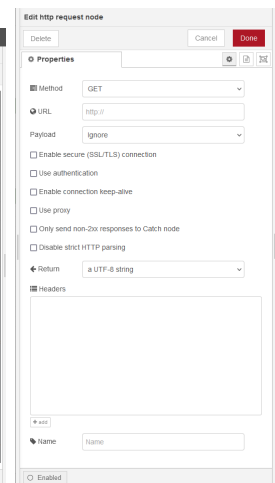 Edit http request node
Delete
Cancel
Done
Properties
Method
GET
URL
http://
Payload
Ignore
Enable secure (SSL/TLS) connection
Use authentication
Enable connection keep-alive
Use proxy
Only send non-2xx responses to Catch node
Disable strict HTTP parsing
Return
a UTF-8 string
Headers
add
Name
Name
Enabled